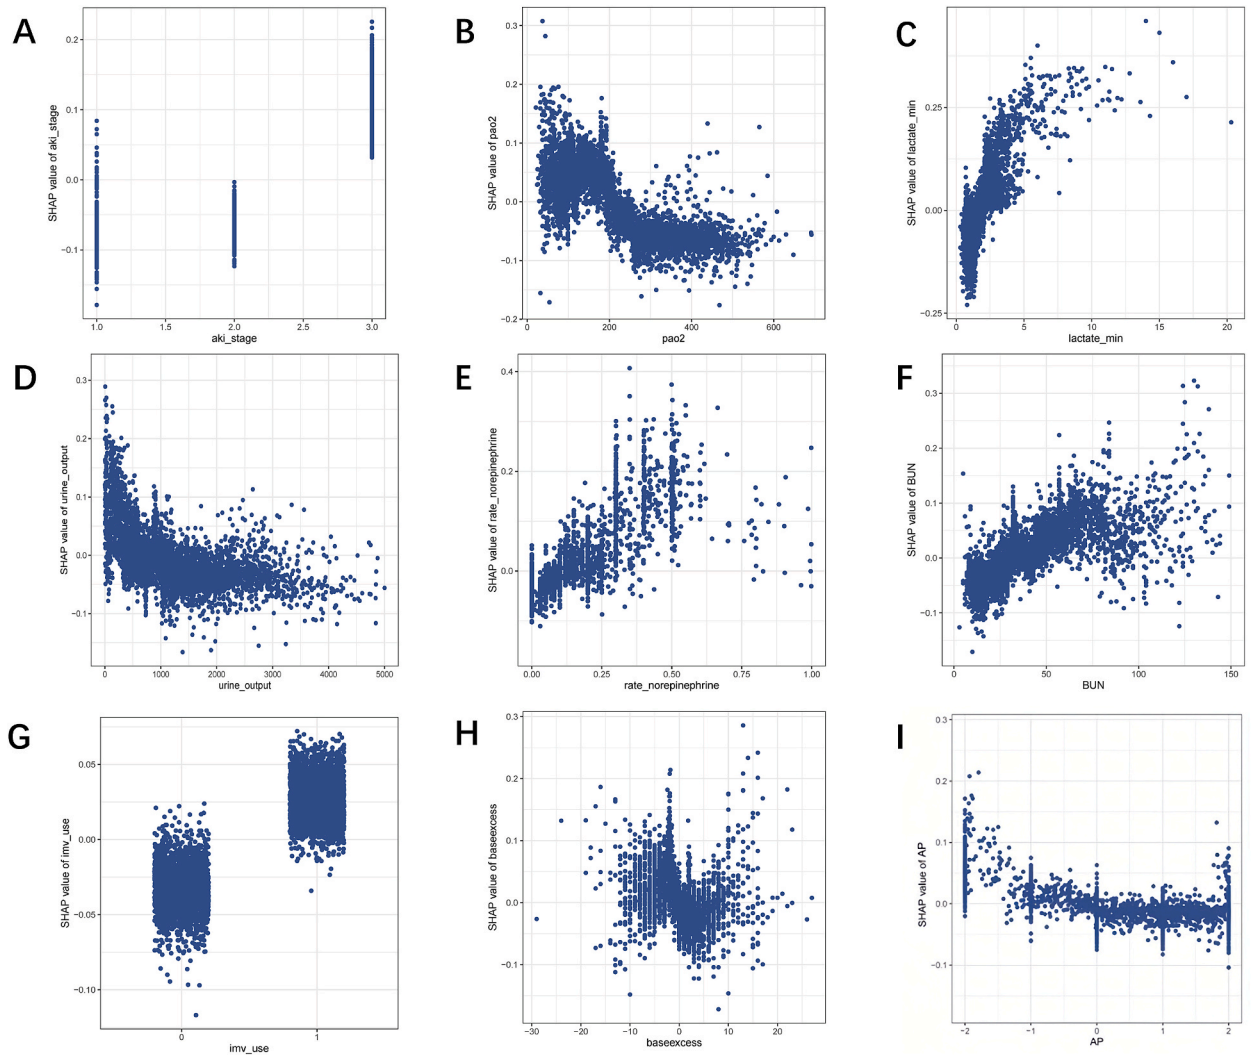 A
SHAP value of aki_stage
0.2
0.1
0.0
−0.1
1.0 1.5 2.0 2.5 3.0
aki_stage
B
SHAP value of pao2
0.3
0.2
0.1
0.0
−0.1
−0.2
0 200 400 600
pao2
C
SHAP value of lactate_min
0.25
0.00
−0.25
0 5 10 15 20
lactate_min
D
SHAP value of urine_output
0.3
0.2
0.1
0.0
−0.1
0 1000 2000 3000 4000 5000
urine_output
E
SHAP value of rate_norepinephrine
0.4
0.2
0.0
0.00 0.25 0.50 0.75 1.00
rate_norepinephrine
F
SHAP value of BUN
0.3
0.2
0.1
0.0
−0.1
0 50 100 150
BUN
G
SHAP value of imv_use
0.05
0.00
−0.05
−0.10
0 1
imv_use
H
SHAP value of baseexcess
0.3
0.2
0.1
0.0
−0.1
−30 −20 −10 0 10 20
baseexcess
I
SHAP value of AP
0.3
0.2
0.1
0.0
−0.1
−2 −1 0 1 2
AP